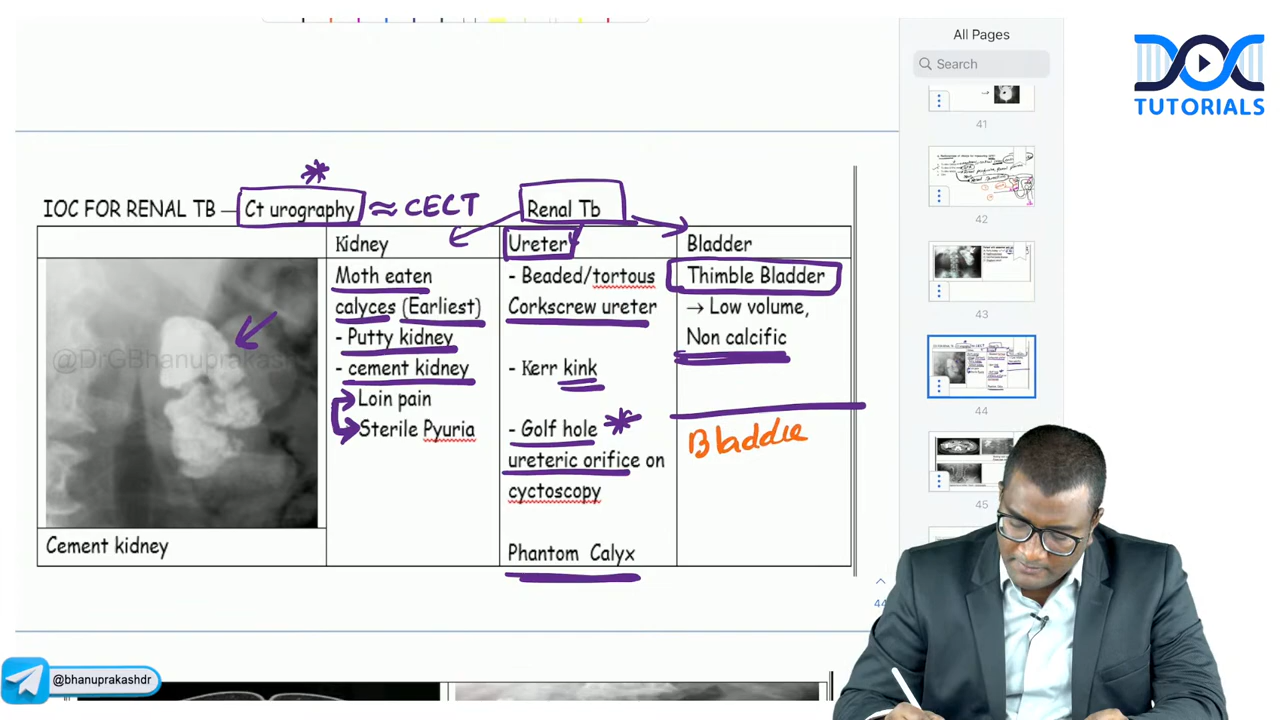 All Pages
Search
41
42
43
44
45
DOC
TUTORIALS
*
IOC FOR RENAL TB – Ct urography ≈ CECT
Renal Tb
Kidney
Moth eaten
calyces (Earliest)
- Putty kidney
- cement kidney
Loin pain
Sterile Pyuria
Ureter
- Beaded/tortous
Corkscrew ureter
- Kerr kink
- Golf hole *
ureteric orifice on
cyctoscopy
Phantom Calyx
Bladder
Thimble Bladder
→ Low volume,
Non calcific
Bladde
@DrGBhanuprakash
Cement kidney
@bhanuprakashdr